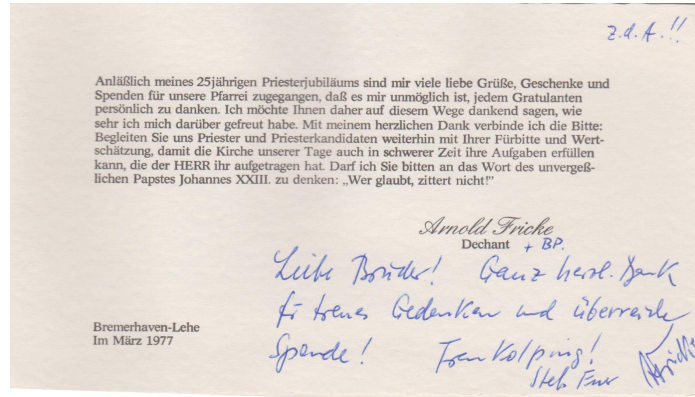 z.d.A.!!
Anläßlich meines 25jährigen Priesterjubiläums sind mir viele liebe Grüße, Geschenke und
Spenden für unsere Pfarrei zugegangen, daß es mir unmöglich ist, jedem Gratulanten
persönlich zu danken. Ich möchte Ihnen daher auf diesem Wege dankend sagen, wie
sehr ich mich darüber gefreut habe. Mit meinem herzlichen Dank verbinde ich die Bitte:
Begleiten Sie uns Priester und Priesterkandidaten weiterhin mit Ihrer Fürbitte und Wert-
schätzung, damit die Kirche unserer Tage auch in schwerer Zeit ihre Aufgaben erfüllen
kann, die der HERR ihr aufgetragen hat. Darf ich Sie bitten an das Wort des unvergeß-
lichen Papstes Johannes XXIII. zu denken: „Wer glaubt, zittert nicht!"
Arnold Fricke
Dechant + BP.
Liebe Brüder! Ganz herzl. Dank
für treues Gedenken und überreiche
Spende! Treu Kolping!
Bremerhaven-Lehe
Im März 1977